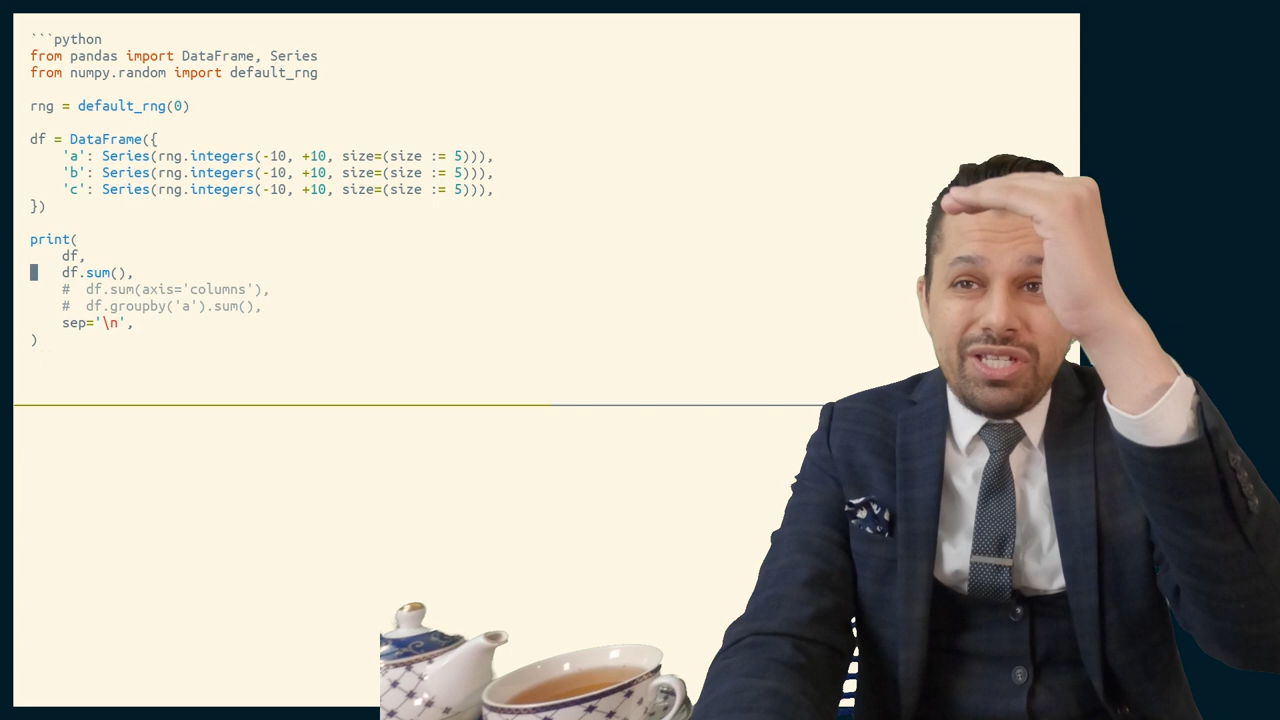 ```python
from pandas import DataFrame, Series
from numpy.random import default_rng
rng = default_rng(0)
df = DataFrame({
    'a': Series(rng.integers(-10, +10, size=(size := 5))),
    'b': Series(rng.integers(-10, +10, size=(size := 5))),
    'c': Series(rng.integers(-10, +10, size=(size := 5))),
})
print(
    df,
    df.sum(),
    #  df.sum(axis='columns'),
    #  df.groupby('a').sum(),
    sep='\n',
)